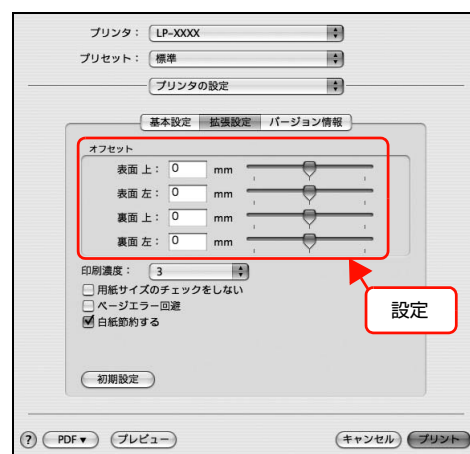 プリンタ： LP-XXXX
プリセット： 標準
プリンタの設定
基本設定 拡張設定 バージョン情報
オフセット
表面 上： 0 mm
表面 左： 0 mm
裏面 上： 0 mm
裏面 左： 0 mm
印刷濃度： 3
用紙サイズのチェックをしない
ページエラー回避
白紙節約する
設定
初期設定
? PDF▼ プレビュー キャンセル プリント